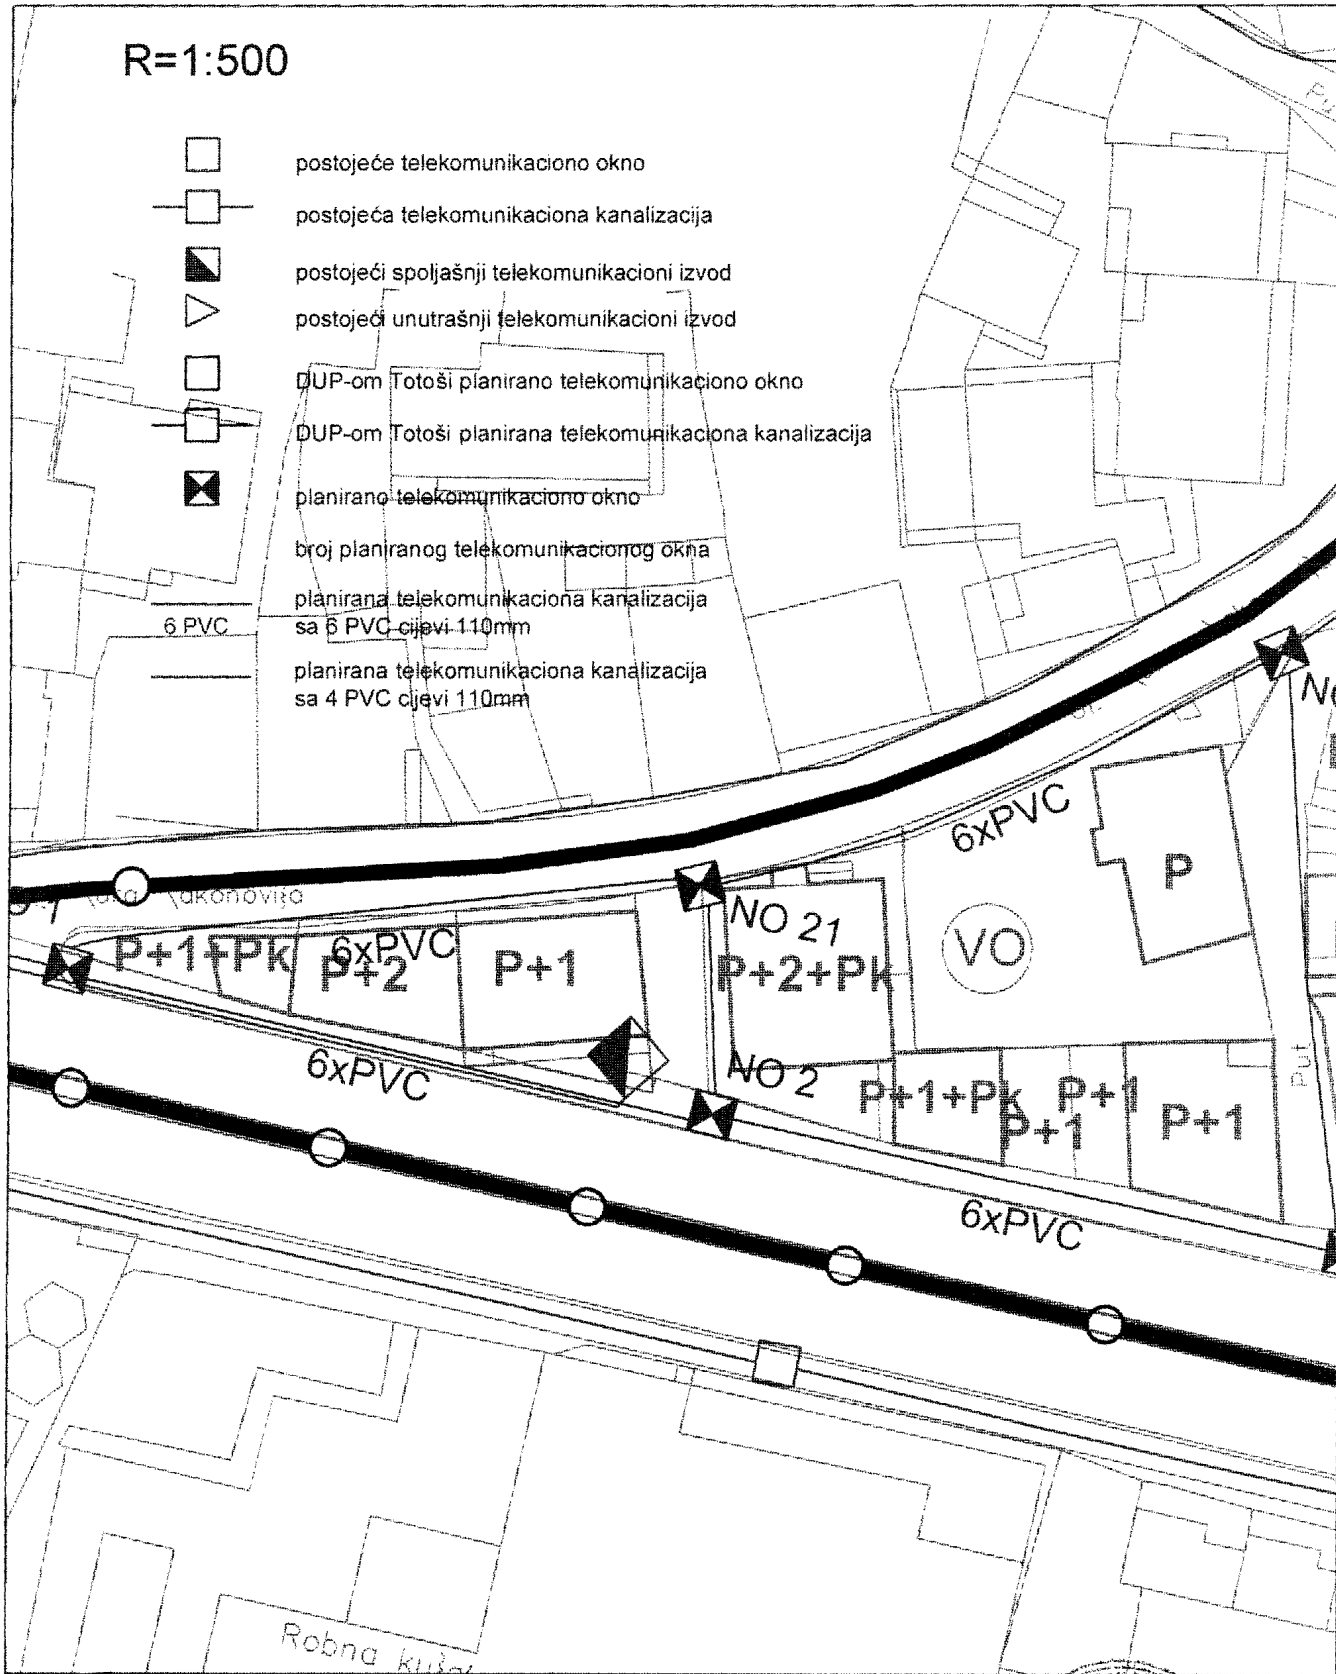 R=1:500
postojeće telekomunikaciono okno
postojeća telekomunikaciona kanalizacija
postojeći spoljašnji telekomunikacioni izvod
postojeći unutrašnji telekomunikacioni izvod
DUP-om Totoši planirano telekomunikaciono okno
DUP-om Totoši planirana telekomunikaciona kanalizacija
planirano telekomunikaciono okno
broj planiranog telekomunikacionog okna
planirana telekomunikaciona kanalizacija
6 PVC
sa 6 PVC cijevi 110mm
planirana telekomunikaciona kanalizacija
sa 4 PVC cijevi 110mm
6xPVC
P
NO 21
VO
P+1+Pk
6xPVC
P+2
P+1
P+2+Pk
6xPVC
NO 2
P+1+Pk
P+1
P+1
P+1
Put
6xPVC
Robna